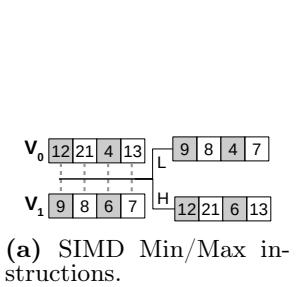 V0 12 21 4 13
9 8 4 7
L
H
V1 9 8 6 7
12 21 6 13
(a) SIMD Min/Max in-
structions.